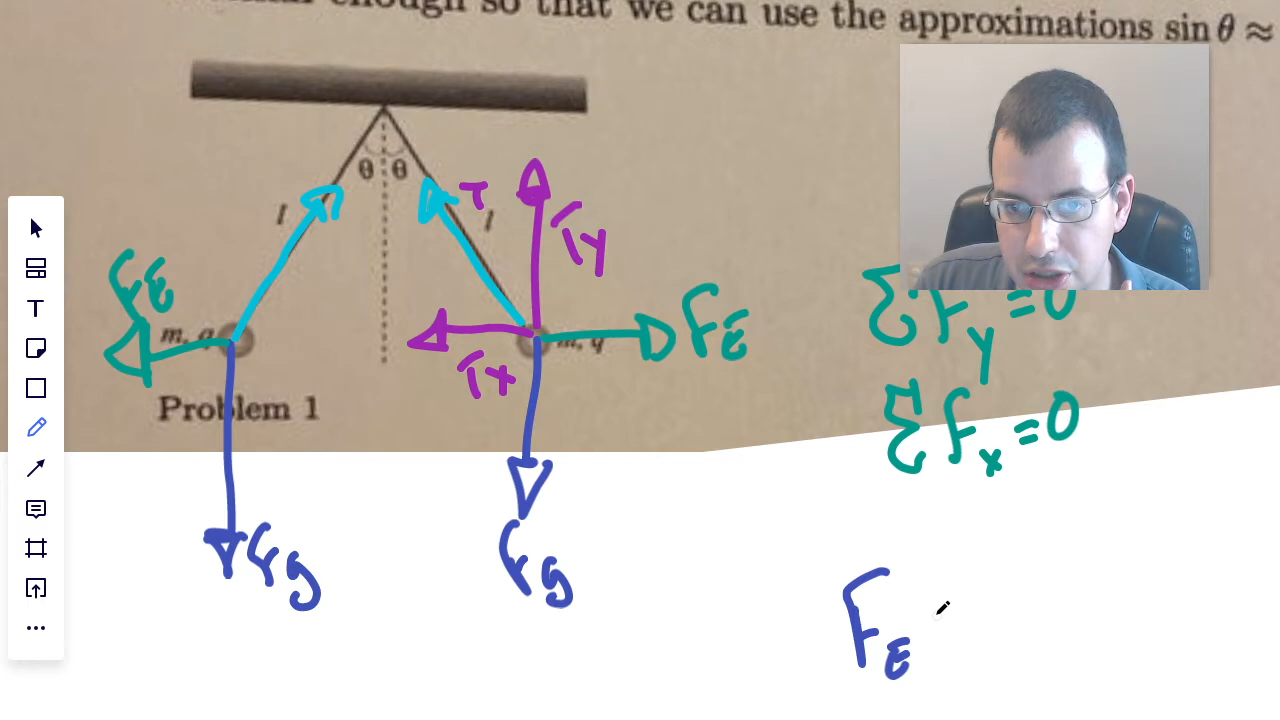 enough so that we can use the approximations sin θ ≈
θ θ
l
T
l
Ty
FE
m, q
Tx
FE
m, q
Problem 1
Fg
Fg
ΣFy=0
ΣFx=0
FE
T